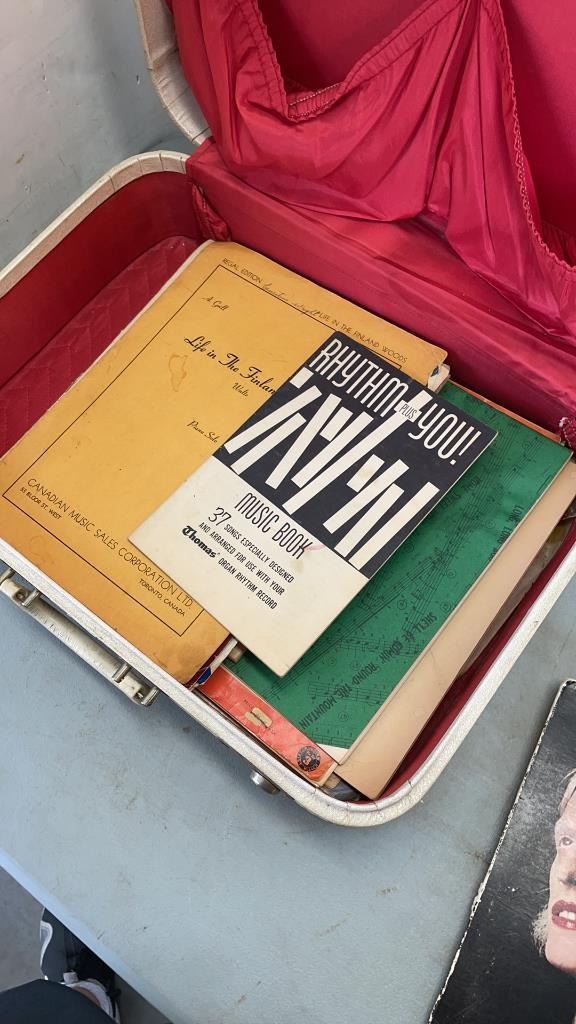 REGAL EDITION
LIFE IN THE FINLAND WOODS
Life in The Finlan
Waltz
Piano Solo
CANADIAN MUSIC SALES CORPORATION LTD.
TORONTO, CANADA
RHYTHM PLUS YOU!
MUSIC BOOK
37 SONGS ESPECIALLY DESIGNED
AND ARRANGED FOR USE WITH YOUR
Thomas ORGAN RHYTHM RECORD
SHE'LL BE COMIN' 'ROUND THE MOUNTAIN